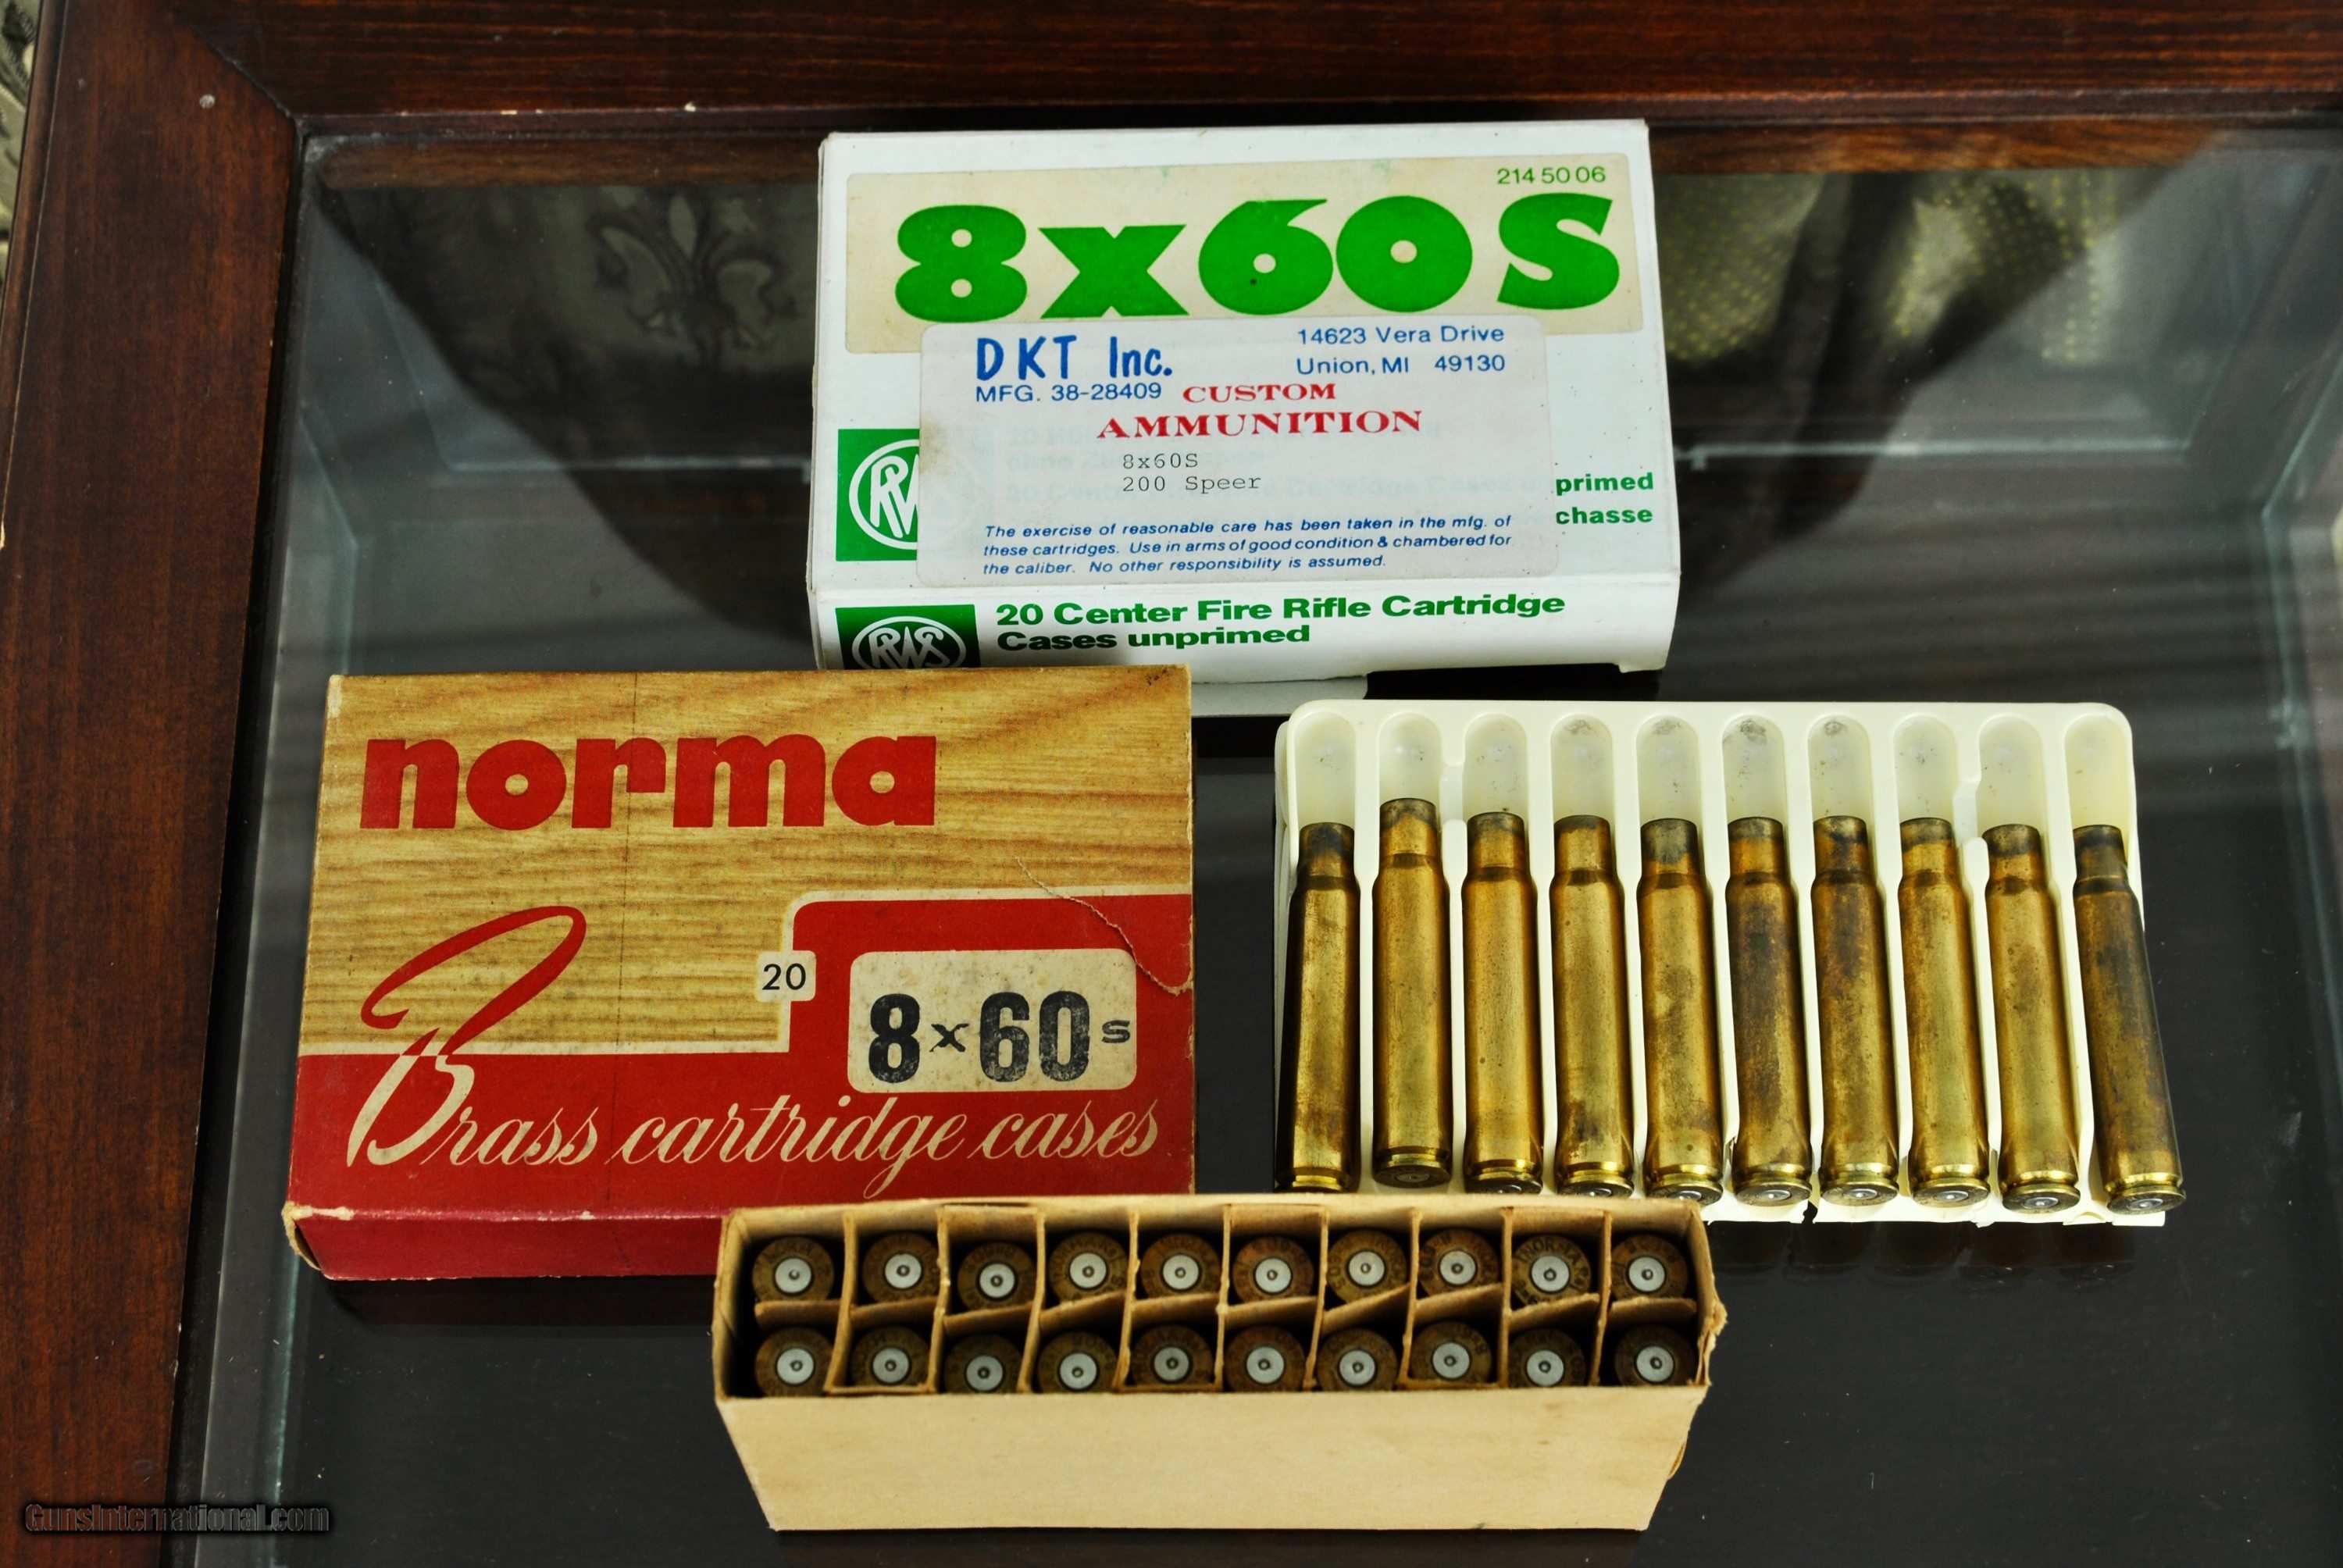 214 50 06
8x60 S
DKT Inc.
14623 Vera Drive
Union, MI 49130
MFG. 38-28409
CUSTOM
AMMUNITION
8x60S
200 Speer
primed
chasse
The exercise of reasonable care has been taken in the mfg. of
these cartridges. Use in arms of good condition & chambered for
the caliber. No other responsibility is assumed.
RWS
20 Center Fire Rifle Cartridge
Cases unprimed
norma
20
8x60s
Brass cartridge cases
GunsInternational.com